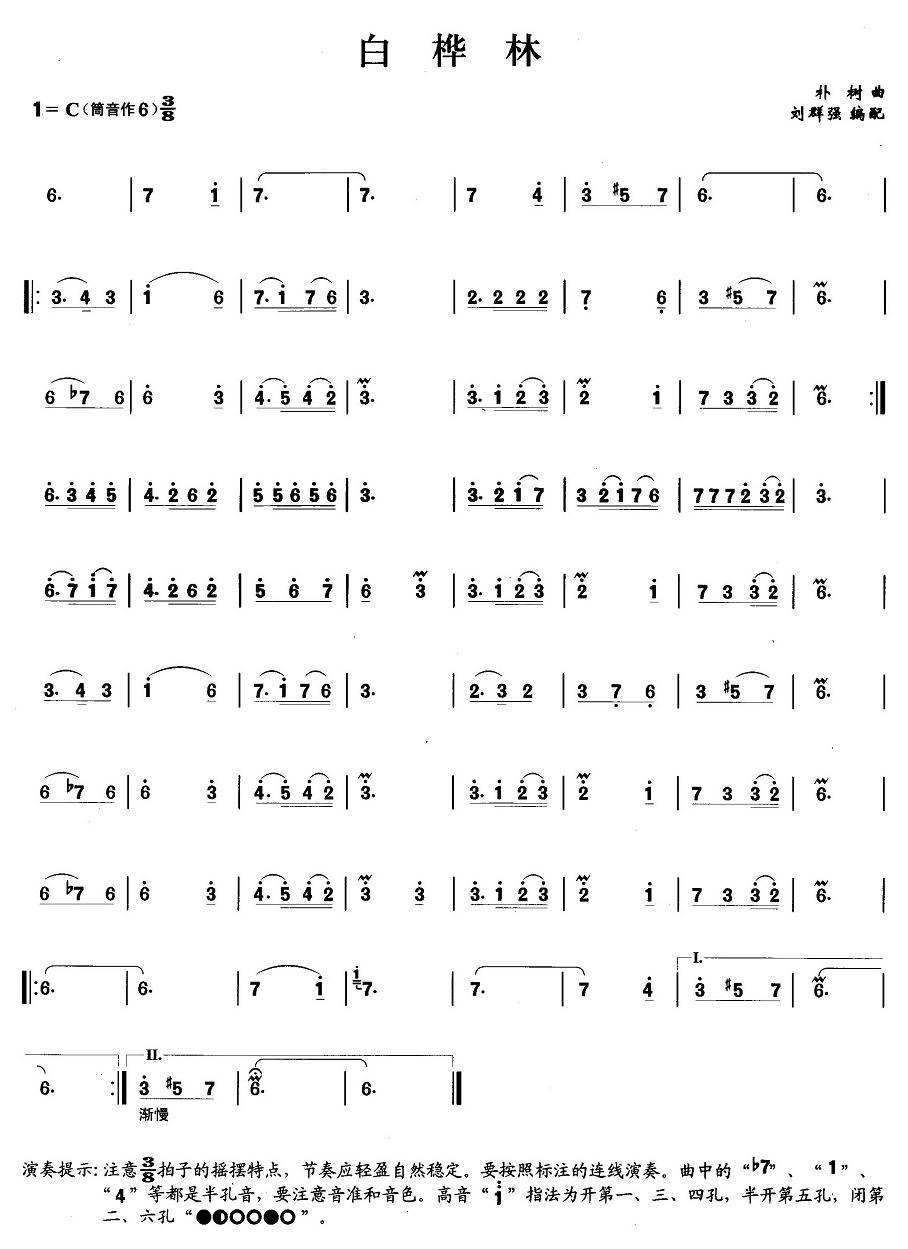 白 桦 林
1 = C（筒音作 6）3/8
朴 树 曲
刘群强 编配
6. | 7 i̇ | 7. | 7. | 7 4̇ | 3̇ #5 7 | 6. | 6. |
‖: 3. 4 3 | 1̇ 6 | 7. 1̇ 7 6 | 3. | 2. 2 2 2 | 7̣ 6̣ | 3 #5 7 | 6. |
6 ♭7 6 | 6̇ 3̇ | 4̇. 5̇ 4̇ 2̇ | 3̇. | 3̇. 1̇ 2̇ 3̇ | 2̇ 1̇ | 7 3 3̇ 2̇ | 6. :‖
6̇. 3̇ 4̇ 5̇ | 4̇. 2̇ 6 2̇ | 5̇ 5̇ 6̇ 5̇ 6̇ | 3̇. | 3̇. 2̇ 1̇ 7 | 3 2̇ 1̇ 7 6 | 7 7 7 2̇ 3̇ 2̇ | 3̇. |
6̇. 7̇ 1̇ 7̇ | 4̇. 2̇ 6 2̇ | 5̇ 6̇ 7̇ | 6̇ 3̇ | 3̇. 1̇ 2̇ 3̇ | 2̇ 1̇ | 7 3 3̇ 2̇ | 6. |
3. 4 3 | 1̇ 6 | 7. 1̇ 7 6 | 3. | 2. 3 2 | 3 7̣ 6̣ | 3 #5 7 | 6. |
6 ♭7 6 | 6̇ 3̇ | 4̇. 5̇ 4̇ 2̇ | 3̇. | 3̇. 1̇ 2̇ 3̇ | 2̇ 1̇ | 7 3 3̇ 2̇ | 6. |
6 ♭7 6 | 6̇ 3̇ | 4̇. 5̇ 4̇ 2̇ | 3̇ 3̇ | 3̇. 1̇ 2̇ 3̇ | 2̇ 1̇ | 7 3 3̇ 2̇ | 6. |
I.
‖: 6. | 6. | 7 1̇ | 1̇ 7. | 7. | 7 4̇ | 3̇ #5 7 | 6. |
II.
6. :‖ 3̇ #5 7 | 6. | 6. ‖
渐慢
演奏提示：注意3/8拍子的摇摆特点，节奏应轻盈自然稳定。要按照标注的连线演奏。曲中的“♭7”、“1”、
“4”等都是半孔音，要注意音准和音色。高音“i̇”指法为开第一、三、四孔，半开第五孔，闭第
二、六孔“●◐○○●○”。